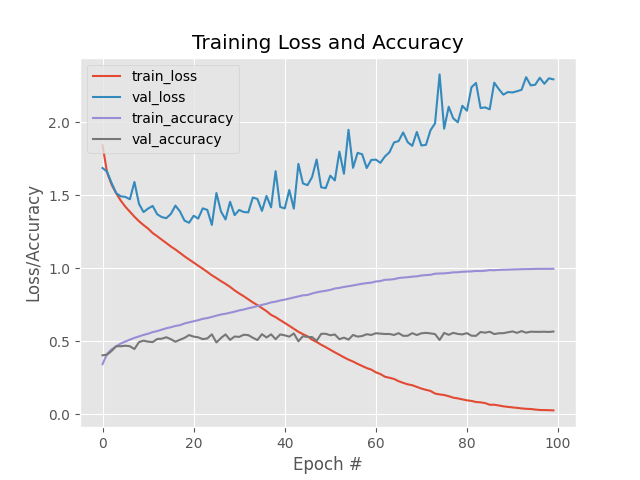 Training Loss and Accuracy
train_loss
val_loss
train_accuracy
val_accuracy
Loss/Accuracy
2.0
1.5
1.0
0.5
0.0
0 20 40 60 80 100
Epoch #